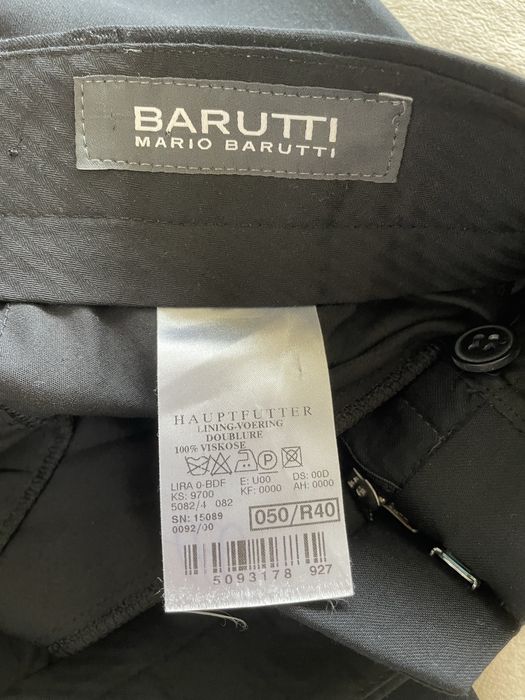 BARUTTI
MARIO BARUTTI
HAUPTFUTTER
LINING-VOERING
DOUBLURE
100% VISKOSE
P
LIRA 0-BDF E: U00 DS: 00D
KS: 9700 KF: 0000 AH: 0000
5082/4 082
SN: 15089
0092/00
050/R40
5093178 927